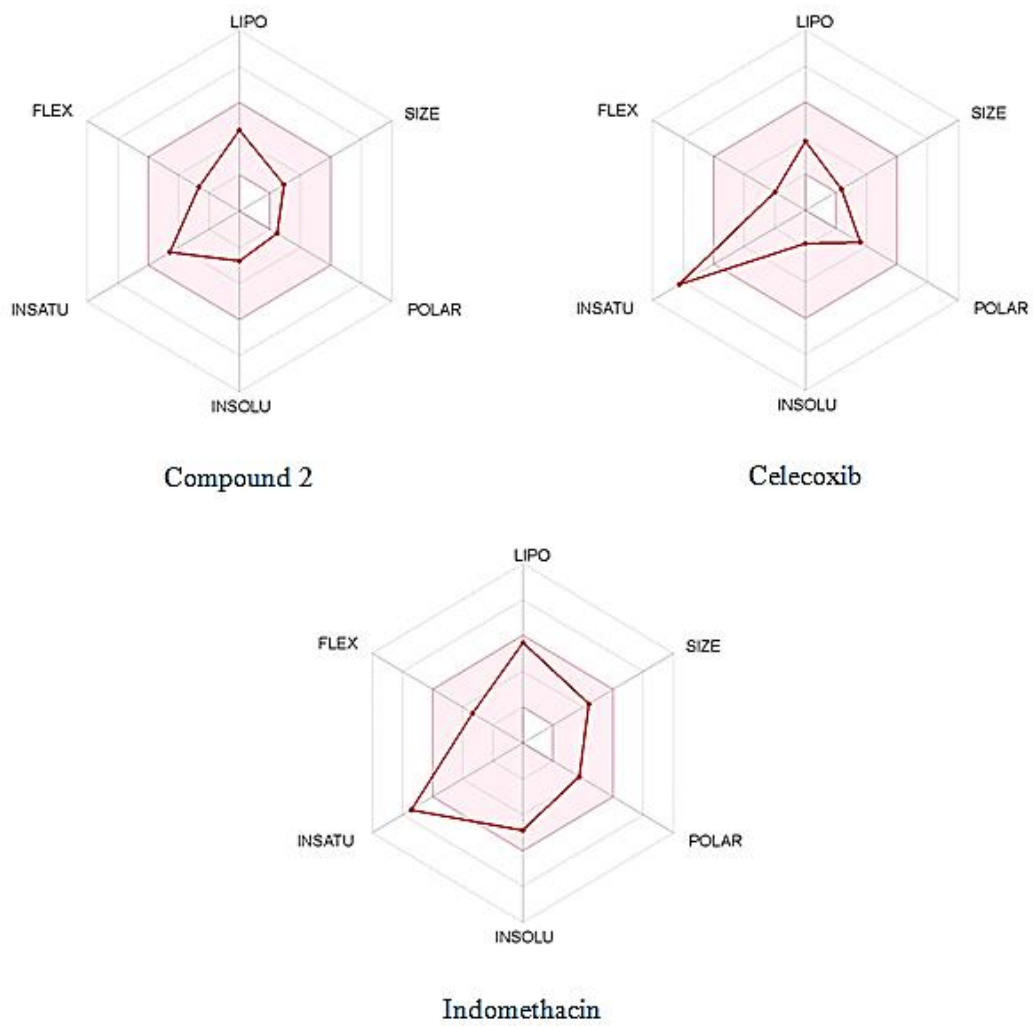 LIPO
FLEX
SIZE
INSATU
POLAR
INSOLU
Compound 2
LIPO
FLEX
SIZE
INSATU
POLAR
INSOLU
Celecoxib
LIPO
FLEX
SIZE
INSATU
POLAR
INSOLU
Indomethacin